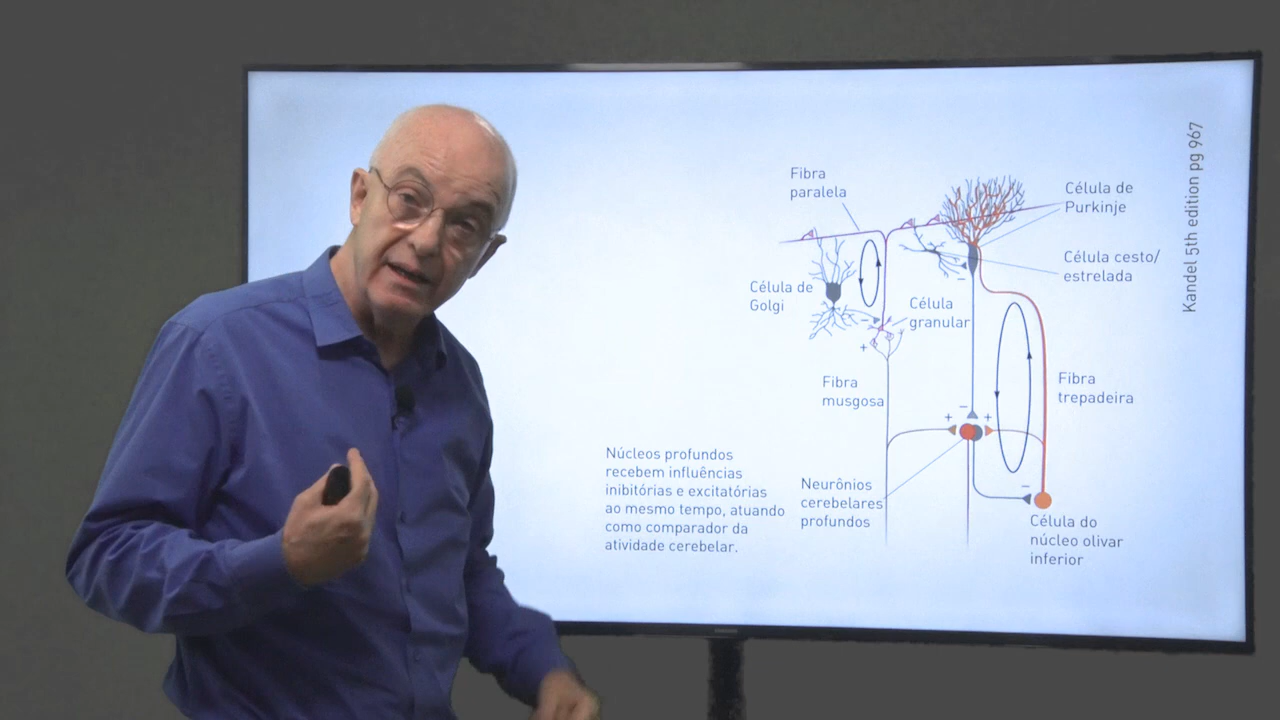 Fibra
paralela
Célula de
Purkinje
Célula cesto/
estrelada
Célula de
Golgi
Célula
granular
Fibra
musgosa
Fibra
trepadeira
Núcleos profundos
recebem influências
inibitórias e excitatórias
ao mesmo tempo, atuando
como comparador da
atividade cerebelar.
Neurônios
cerebelares
profundos
Célula do
núcleo olivar
inferior
Kandel 5th edition pg 967